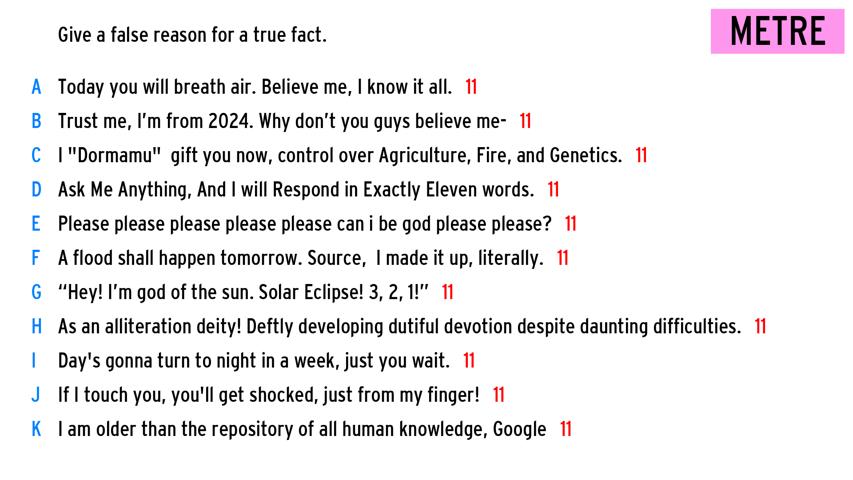 Give a false reason for a true fact.
METRE
A Today you will breath air. Believe me, I know it all. 11
B Trust me, I'm from 2024. Why don't you guys believe me- 11
C I "Dormamu"  gift you now, control over Agriculture, Fire, and Genetics. 11
D Ask Me Anything, And I will Respond in Exactly Eleven words. 11
E Please please please please please can i be god please please? 11
F A flood shall happen tomorrow. Source,  I made it up, literally. 11
G “Hey! I'm god of the sun. Solar Eclipse! 3, 2, 1!” 11
H As an alliteration deity! Deftly developing dutiful devotion despite daunting difficulties. 11
I Day's gonna turn to night in a week, just you wait. 11
J If I touch you, you'll get shocked, just from my finger! 11
K I am older than the repository of all human knowledge, Google 11